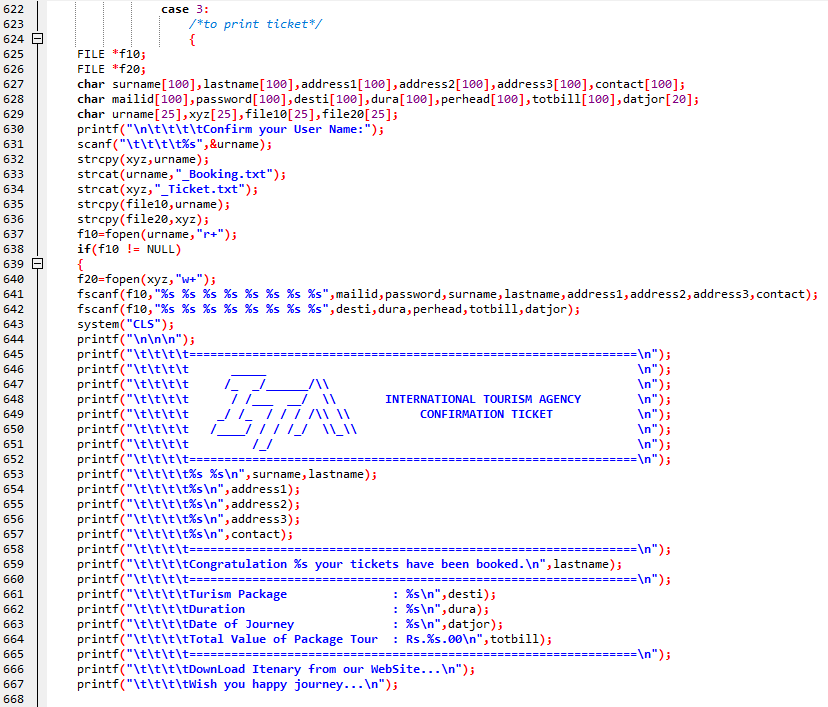 622 case 3:
623 /*to print ticket*/
624 {
625 FILE *f10;
626 FILE *f20;
627 char surname[100],lastname[100],address1[100],address2[100],address3[100],contact[100];
628 char mailid[100],password[100],desti[100],dura[100],perhead[100],totbill[100],datjor[20];
629 char urname[25],xyz[25],file10[25],file20[25];
630 printf("\n\t\t\t\tConfirm your User Name:");
631 scanf("\t\t\t\t%s",&urname);
632 strcpy(xyz,urname);
633 strcat(urname,"_Booking.txt");
634 strcat(xyz,"_Ticket.txt");
635 strcpy(file10,urname);
636 strcpy(file20,xyz);
637 f10=fopen(urname,"r+");
638 if(f10 != NULL)
639 {
640 f20=fopen(xyz,"w+");
641 fscanf(f10,"%s %s %s %s %s %s %s %s",mailid,password,surname,lastname,address1,address2,address3,contact);
642 fscanf(f10,"%s %s %s %s %s %s %s %s",desti,dura,perhead,totbill,datjor);
643 system("CLS");
644 printf("\n\n\n");
645 printf("\t\t\t\t================================================================\n");
646 printf("\t\t\t\t      _____                                                     \n");
647 printf("\t\t\t\t     /_  _/______/\\                                            \n");
648 printf("\t\t\t\t      / /___  __/  \\       INTERNATIONAL TOURISM AGENCY        \n");
649 printf("\t\t\t\t    _/ /_  / / / /\\ \\          CONFIRMATION TICKET            \n");
650 printf("\t\t\t\t   /____/ / / /_/  \\_\\                                        \n");
651 printf("\t\t\t\t         /_/                                                    \n");
652 printf("\t\t\t\t================================================================\n");
653 printf("\t\t\t\t%s %s\n",surname,lastname);
654 printf("\t\t\t\t%s\n",address1);
655 printf("\t\t\t\t%s\n",address2);
656 printf("\t\t\t\t%s\n",address3);
657 printf("\t\t\t\t%s\n",contact);
658 printf("\t\t\t\t================================================================\n");
659 printf("\t\t\t\tCongratulation %s your tickets have been booked.\n",lastname);
660 printf("\t\t\t\t================================================================\n");
661 printf("\t\t\t\tTurism Package               : %s\n",desti);
662 printf("\t\t\t\tDuration                     : %s\n",dura);
663 printf("\t\t\t\tDate of Journey              : %s\n",datjor);
664 printf("\t\t\t\tTotal Value of Package Tour  : Rs.%s.00\n",totbill);
665 printf("\t\t\t\t================================================================\n");
666 printf("\t\t\t\tDownLoad Itenary from our WebSite...\n");
667 printf("\t\t\t\tWish you happy journey...\n");
668